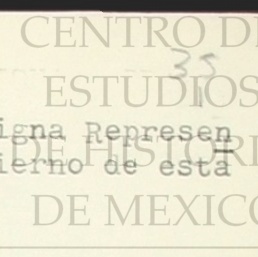 CENTRO DE
35
ESTUDIOS
igna Represen
DE HISTORIA
ierno de esta
DE MEXICO